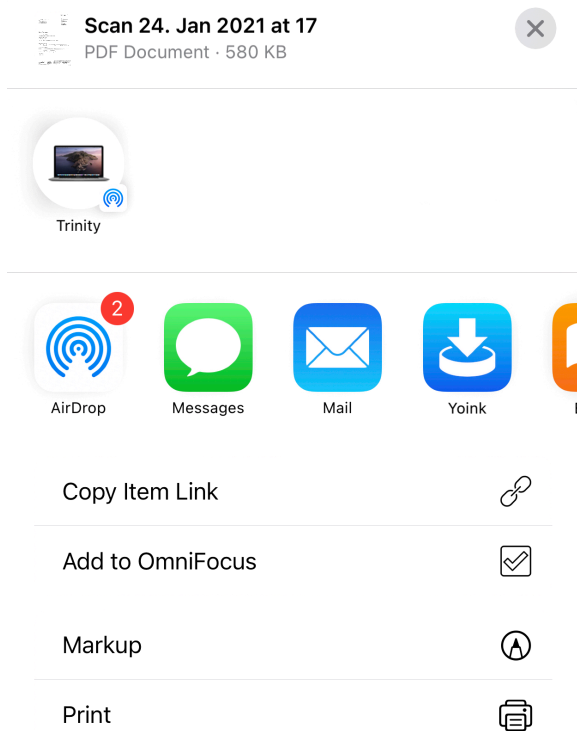 Scan 24. Jan 2021 at 17
PDF Document · 580 KB
Trinity
2
AirDrop
Messages
Mail
Yoink
Copy Item Link
Add to OmniFocus
Markup
Print